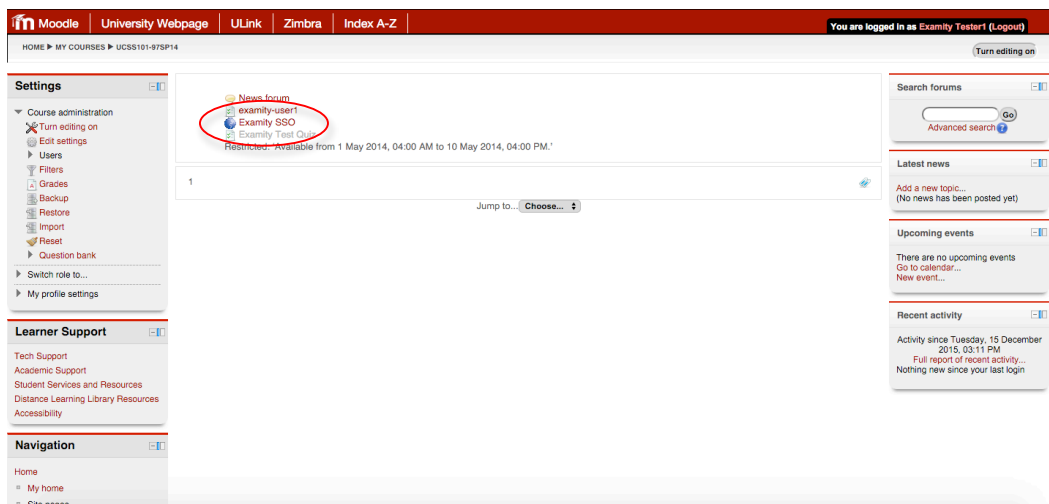 Moodle University Webpage ULink Zimbra Index A-Z
You are logged in as Examity Tester1 (Logout)
HOME ▶ MY COURSES ▶ UCSS101-97SP14
Turn editing on
Settings
Course administration
Turn editing on
Edit settings
Users
Filters
Grades
Backup
Restore
Import
Reset
Question bank
Switch role to...
My profile settings
Learner Support
Tech Support
Academic Support
Student Services and Resources
Distance Learning Library Resources
Accessibility
Navigation
Home
My home
Site pages
News forum
examity-user1
Examity SSO
Examity Test Quiz
Restricted: 'Available from 1 May 2014, 04:00 AM to 10 May 2014, 04:00 PM.'
1
Jump to... Choose...
Search forums
Go
Advanced search ?
Latest news
Add a new topic...
(No news has been posted yet)
Upcoming events
There are no upcoming events
Go to calendar...
New event...
Recent activity
Activity since Tuesday, 15 December
2015, 03:11 PM
Full report of recent activity...
Nothing new since your last login